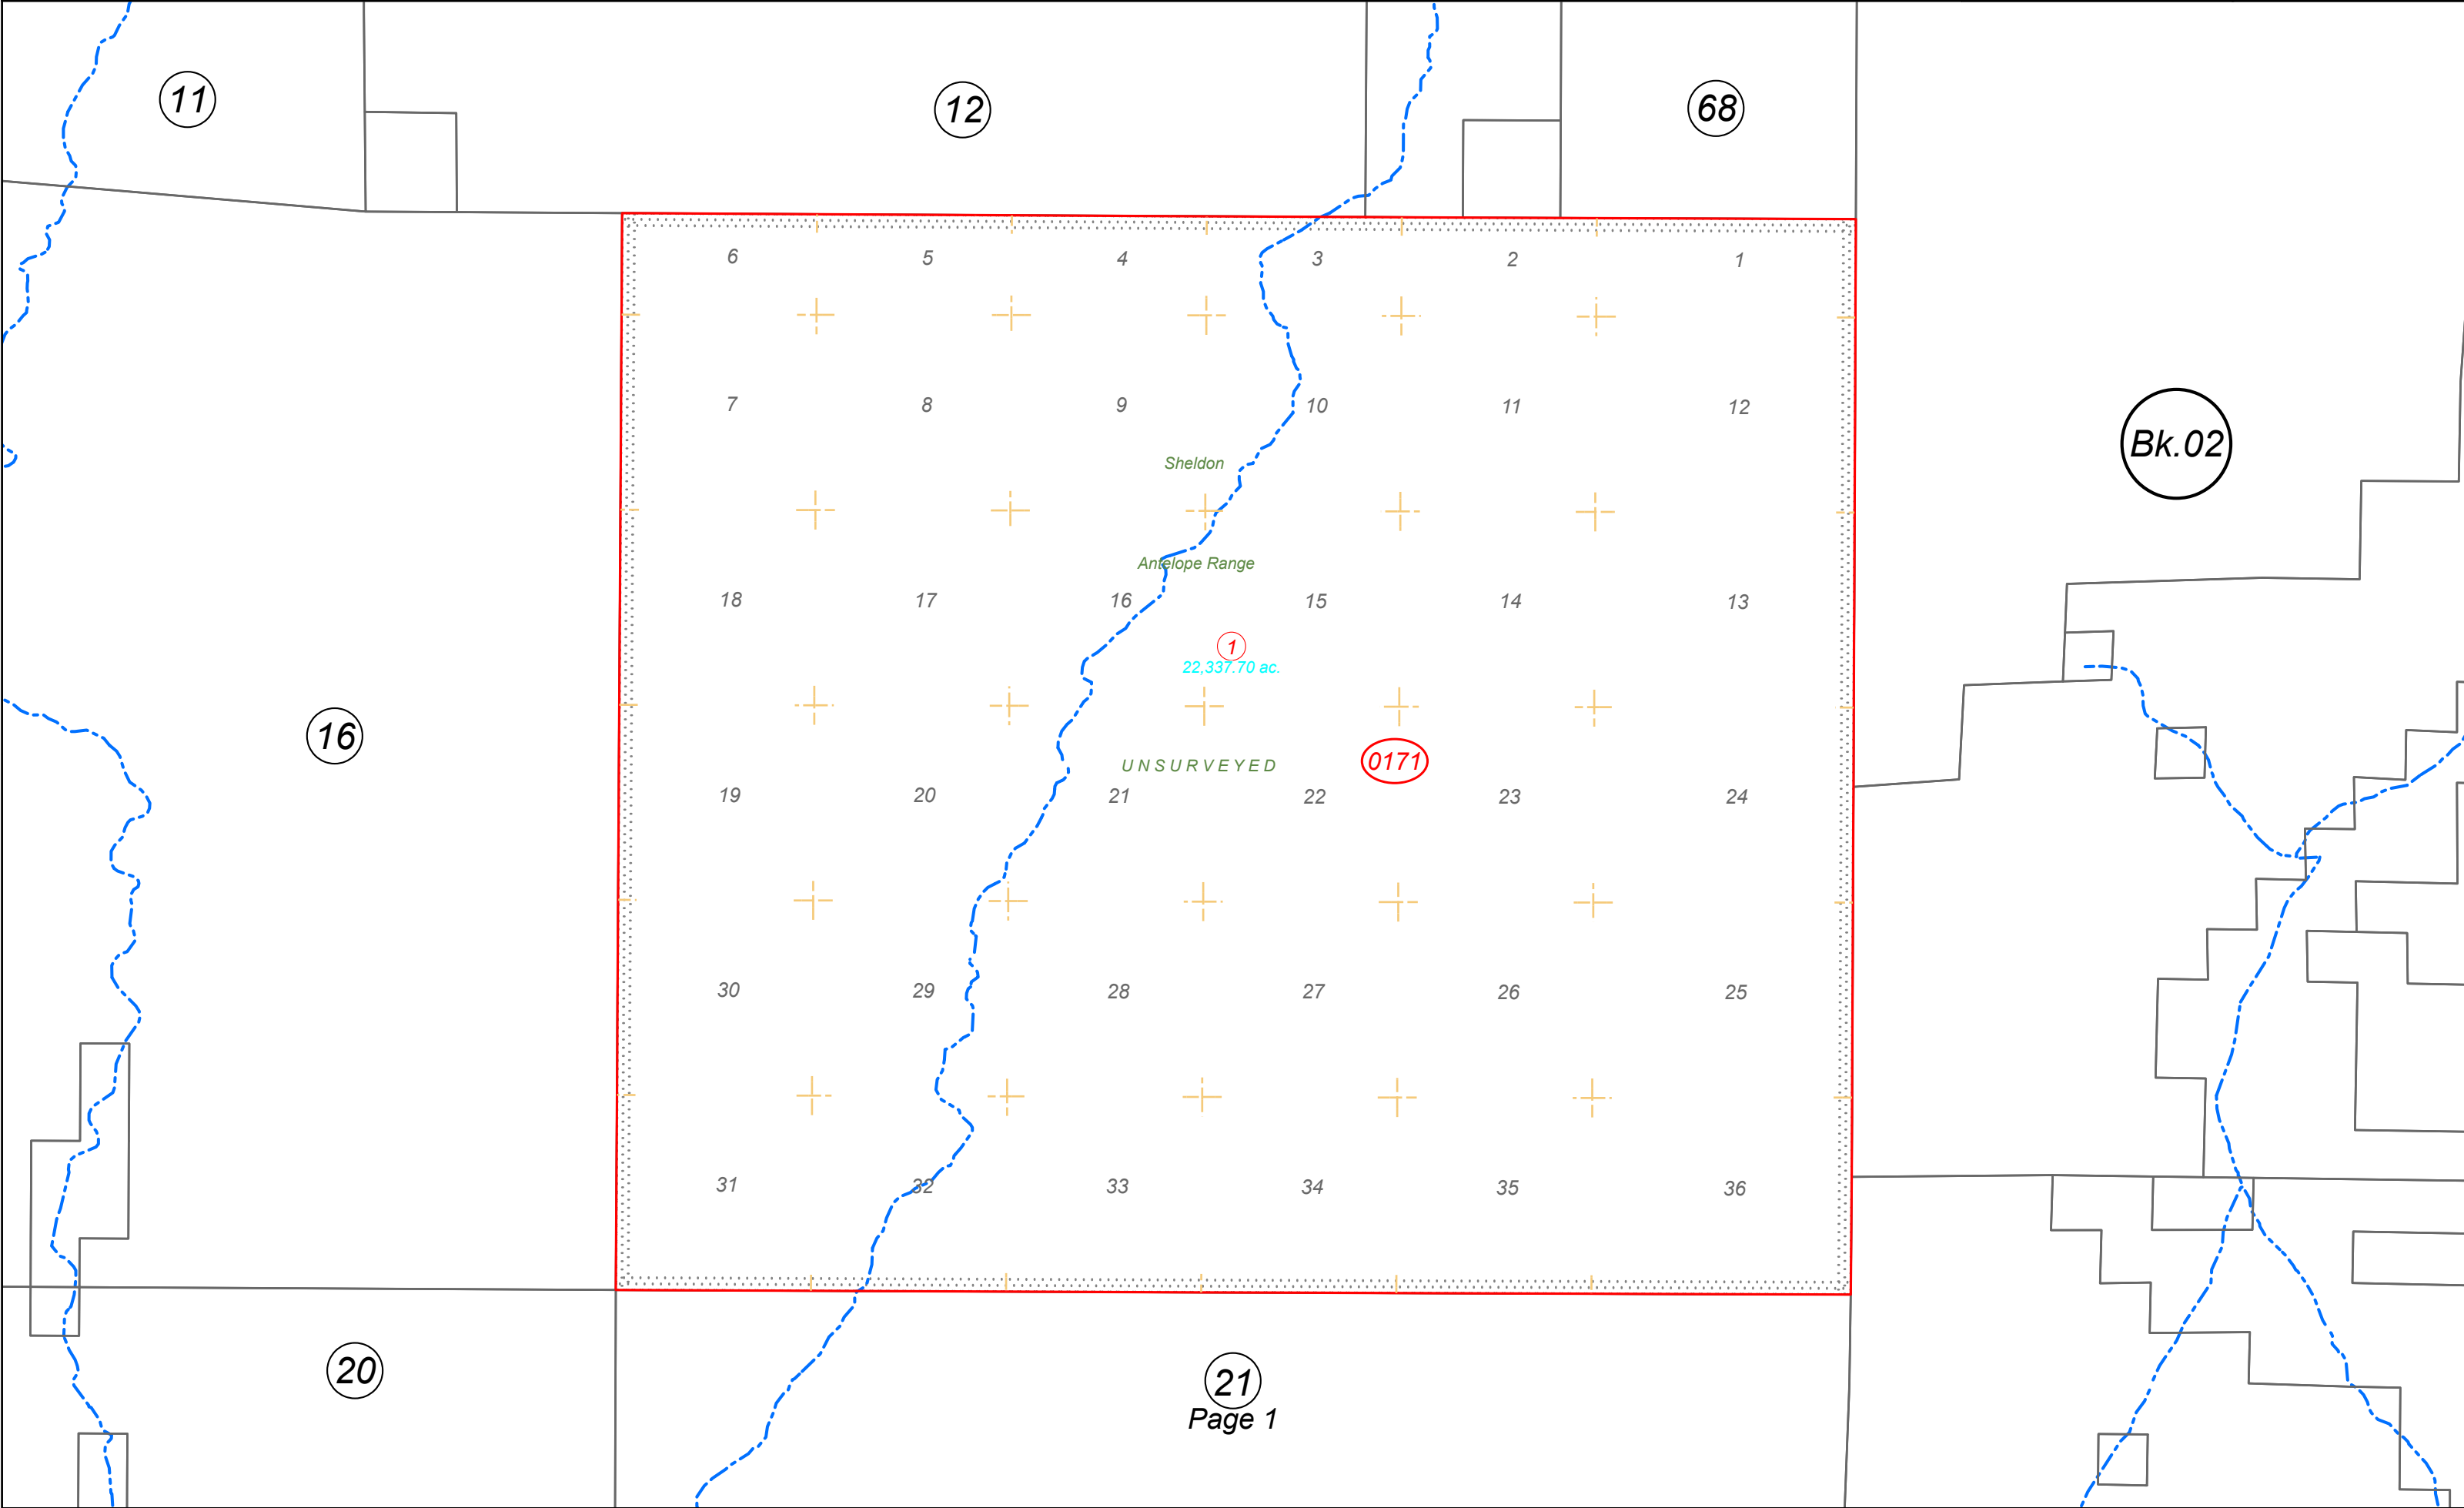 11
12
68
6 5 4 3 2 1
7 8 9 10 11 12
Bk.02
Sheldon
Antelope Range
18 17 16 15 14 13
1
22,337.70 ac.
16
UNSURVEYED
0171
19 20 21 22 23 24
30 29 28 27 26 25
31 32 33 34 35 36
20
21
Page 1